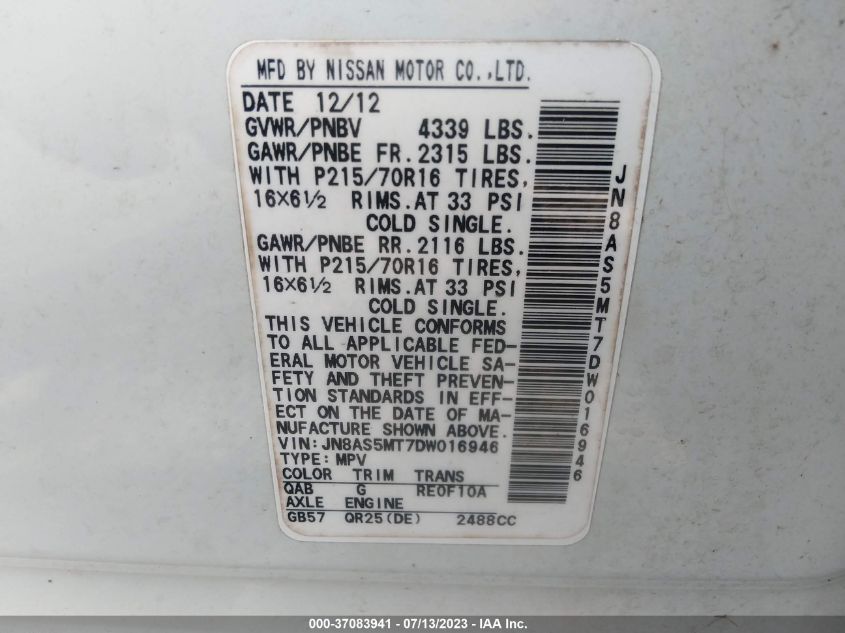 MFD BY NISSAN MOTOR CO.,LTD.
DATE 12/12
GVWR/PNBV 4339 LBS.
GAWR/PNBE FR. 2315 LBS.
WITH P215/70R16 TIRES,
16X6½ RIMS. AT 33 PSI
COLD SINGLE.
GAWR/PNBE RR. 2116 LBS.
WITH P215/70R16 TIRES,
16X6½ RIMS. AT 33 PSI
COLD SINGLE.
THIS VEHICLE CONFORMS
TO ALL APPLICABLE FED-
ERAL MOTOR VEHICLE SA-
FETY AND THEFT PREVEN-
TION STANDARDS IN EFF-
ECT ON THE DATE OF MA-
NUFACTURE SHOWN ABOVE.
VIN: JN8AS5MT7DW016946
TYPE: MPV
COLOR TRIM TRANS
QAB G RE0F10A
AXLE ENGINE
GB57 QR25(DE) 2488CC
JN8AS5MT7DW016946
000-37083941 - 07/13/2023 - IAA Inc.